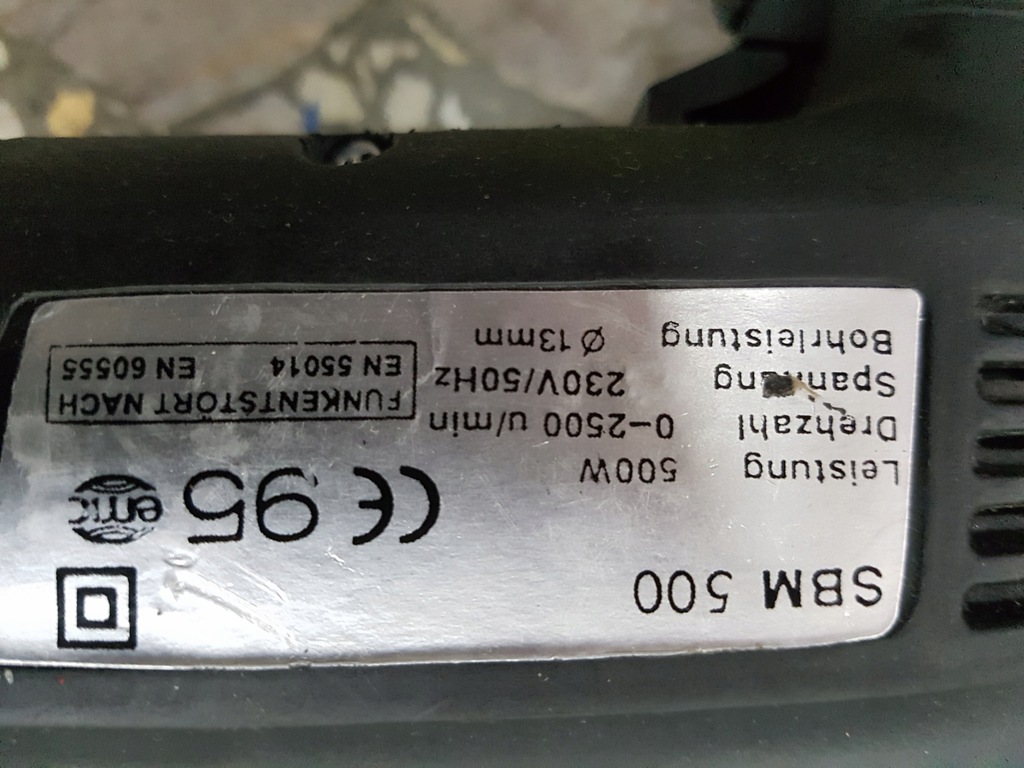 SBM 500
Leistung 500W
Drehzahl 0-2500 u/min
Spannung 230V/50Hz
Bohrleistung Ø 13mm
CE 95 emc
FUNKENTSTÖRT NACH
EN 55014 EN 60555